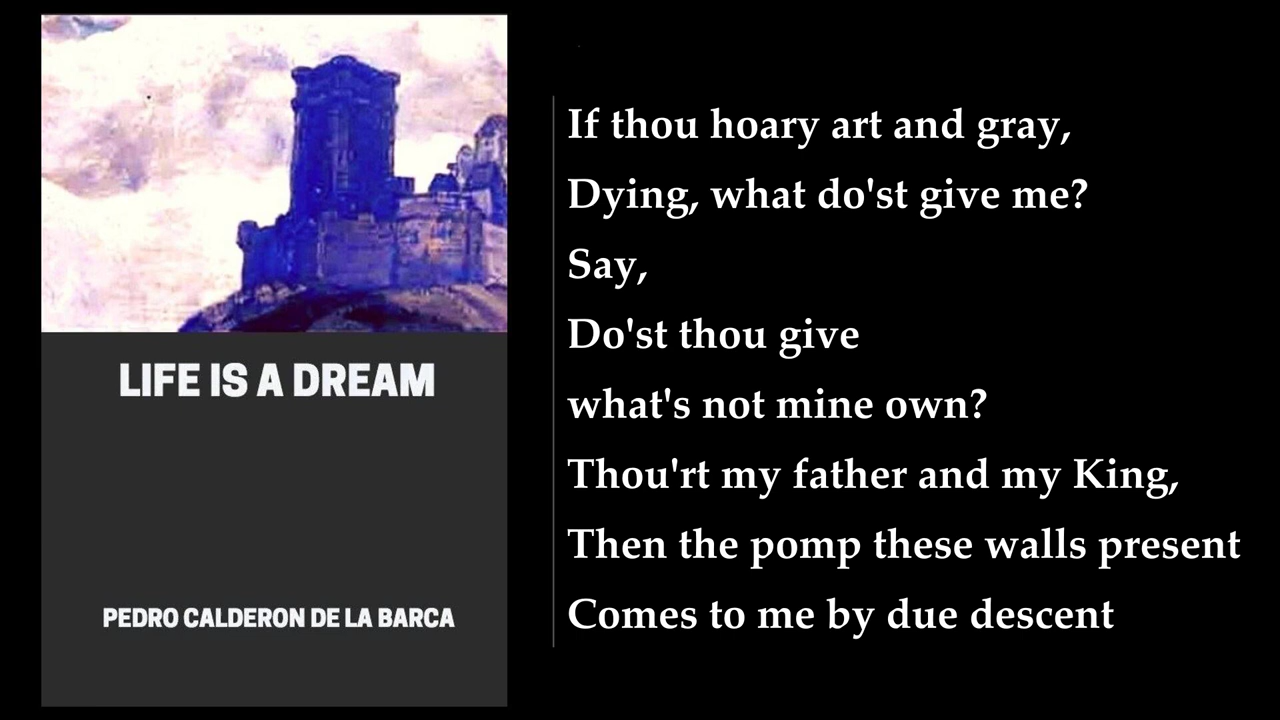 LIFE IS A DREAM
PEDRO CALDERON DE LA BARCA
If thou hoary art and gray,
Dying, what do'st give me?
Say,
Do'st thou give
what's not mine own?
Thou'rt my father and my King,
Then the pomp these walls present
Comes to me by due descent